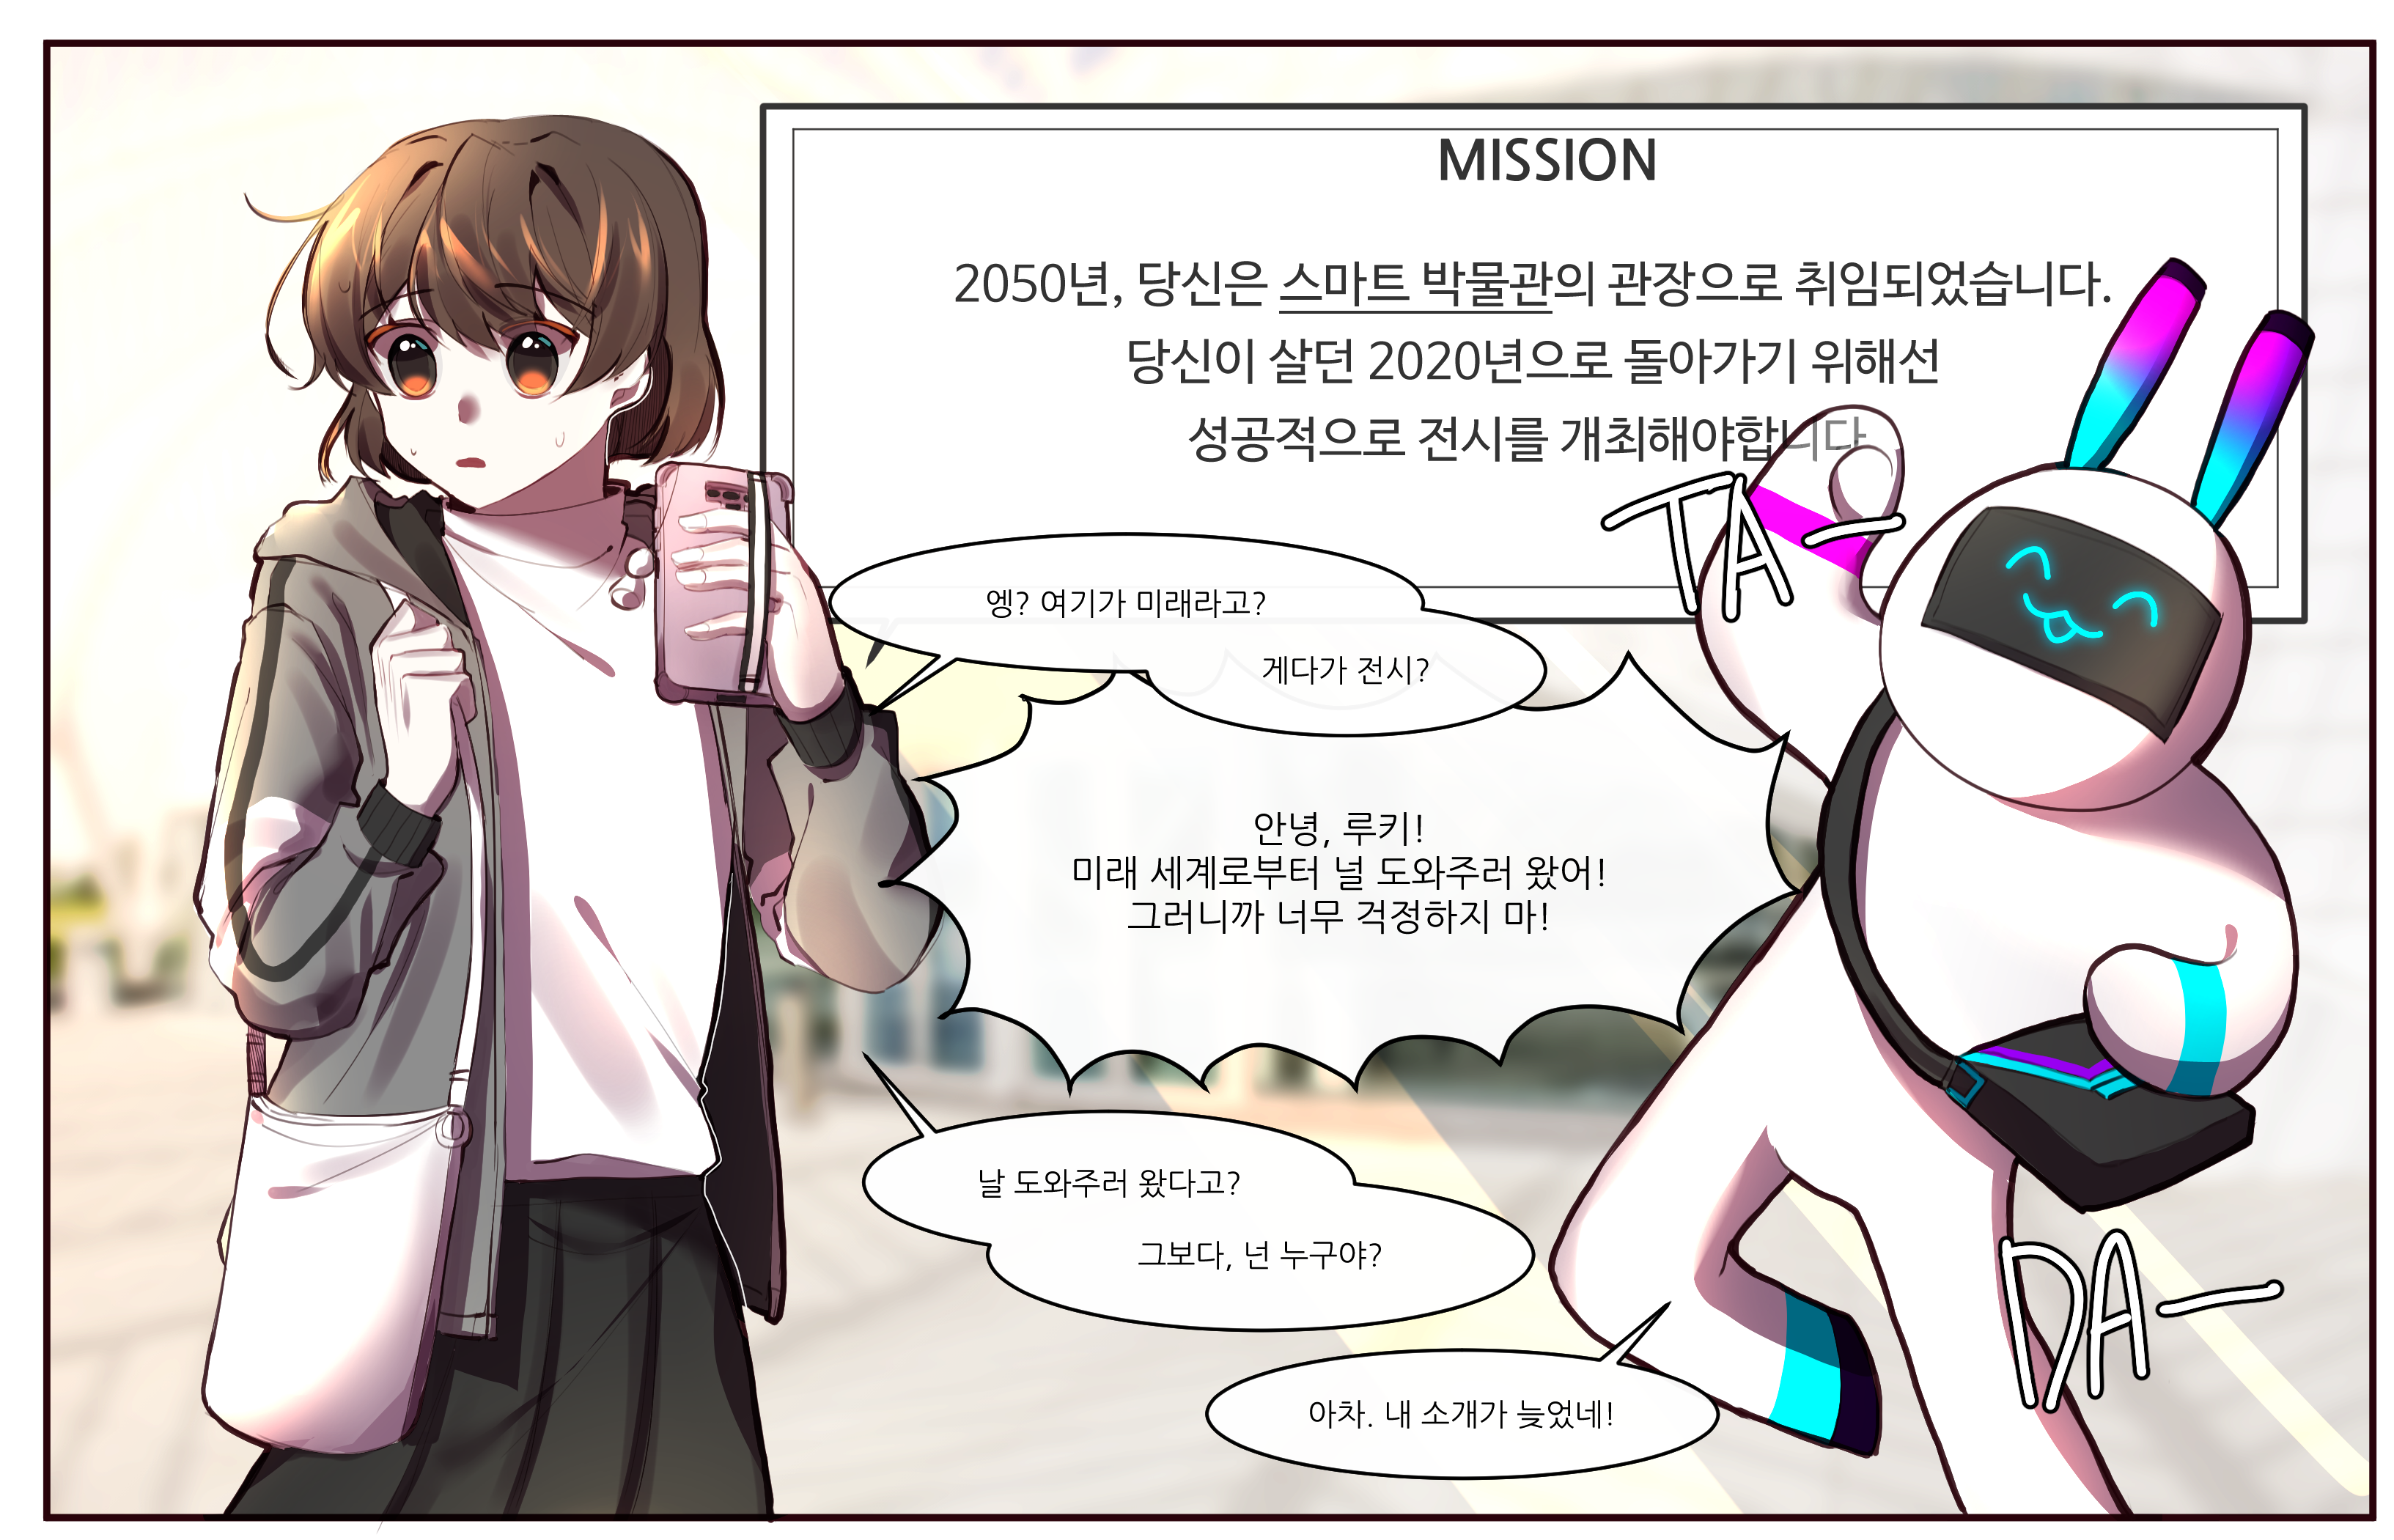 MISSION
2050년, 당신은 스마트 박물관의 관장으로 취임되었습니다.
당신이 살던 2020년으로 돌아가기 위해선
성공적으로 전시를 개최해야합니다
TA-
엥? 여기가 미래라고?
게다가 전시?
안녕, 루키!
미래 세계로부터 널 도와주러 왔어!
그러니까 너무 걱정하지 마!
날 도와주러 왔다고?
그보다, 넌 누구야?
DA-
아차. 내 소개가 늦었네!